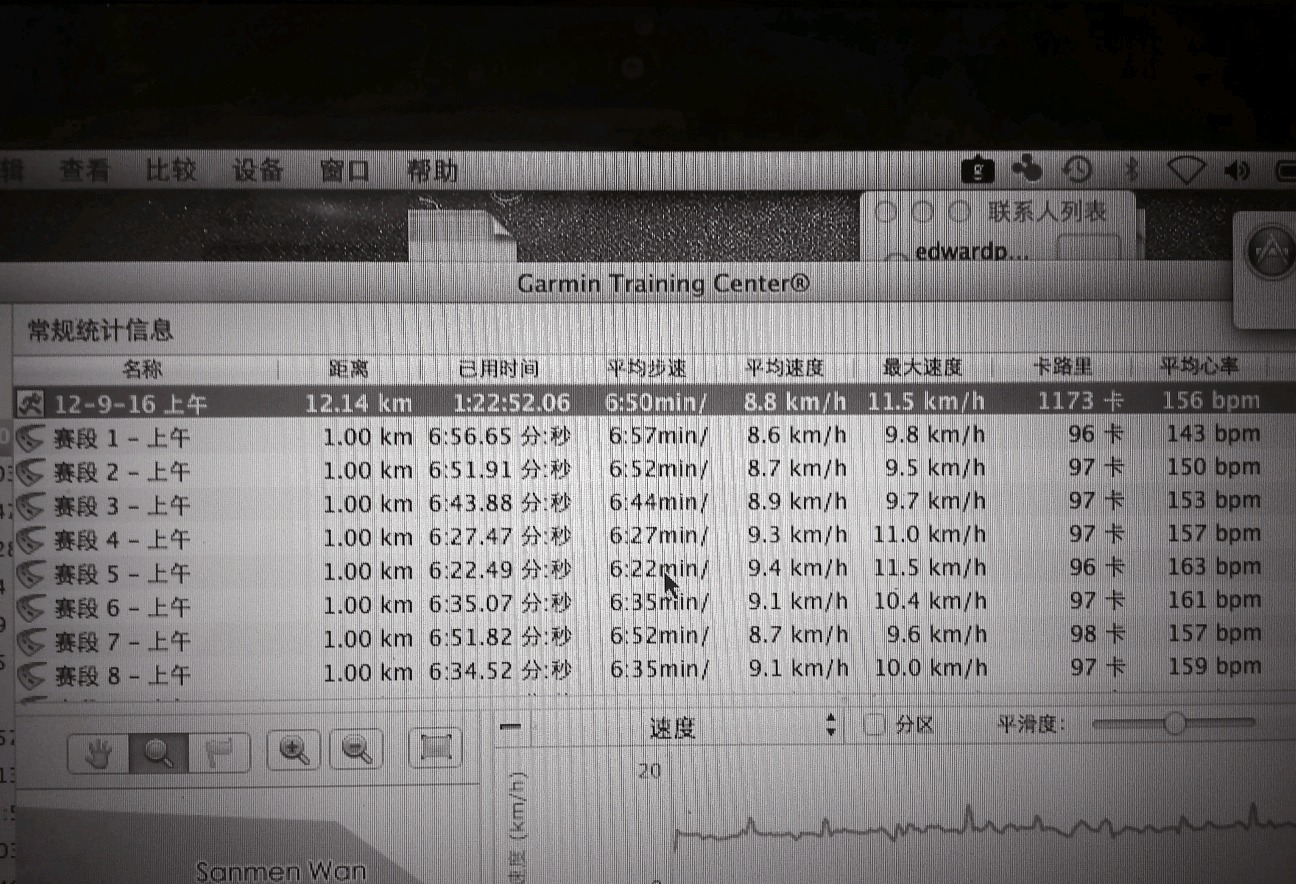 辑 查看 比较 设备 窗口 帮助
联系人列表
edwardp...
Garmin Training Center®
常规统计信息
名称 距离 已用时间 平均步速 平均速度 最大速度 卡路里 平均心率
12-9-16 上午 12.14 km 1:22:52.06 6:50min/ 8.8 km/h 11.5 km/h 1173 卡 156 bpm
赛段 1 - 上午 1.00 km 6:56.65 分:秒 6:57min/ 8.6 km/h 9.8 km/h 96 卡 143 bpm
赛段 2 - 上午 1.00 km 6:51.91 分:秒 6:52min/ 8.7 km/h 9.5 km/h 97 卡 150 bpm
赛段 3 - 上午 1.00 km 6:43.88 分:秒 6:44min/ 8.9 km/h 9.7 km/h 97 卡 153 bpm
赛段 4 - 上午 1.00 km 6:27.47 分:秒 6:27min/ 9.3 km/h 11.0 km/h 97 卡 157 bpm
赛段 5 - 上午 1.00 km 6:22.49 分:秒 6:22min/ 9.4 km/h 11.5 km/h 96 卡 163 bpm
赛段 6 - 上午 1.00 km 6:35.07 分:秒 6:35min/ 9.1 km/h 10.4 km/h 97 卡 161 bpm
赛段 7 - 上午 1.00 km 6:51.82 分:秒 6:52min/ 8.7 km/h 9.6 km/h 98 卡 157 bpm
赛段 8 - 上午 1.00 km 6:34.52 分:秒 6:35min/ 9.1 km/h 10.0 km/h 97 卡 159 bpm
速度 分区 平滑度:
20
速度 (km/h)
Sanmen Wan